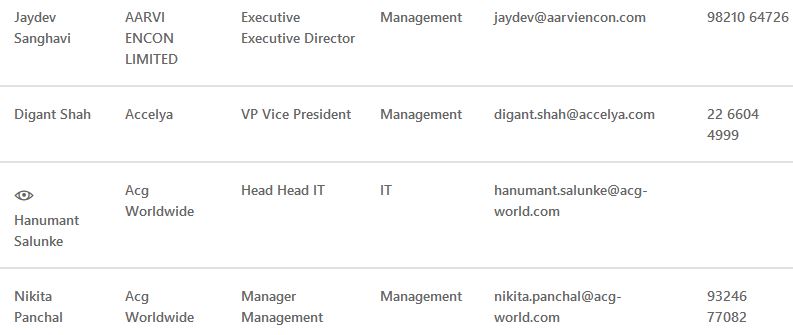 Jaydev Sanghavi AARVI ENCON LIMITED Executive Executive Director Management jaydev@aarviencon.com 98210 64726
Digant Shah Accelya VP Vice President Management digant.shah@accelya.com 22 6604 4999
Hanumant Salunke Acg Worldwide Head Head IT IT hanumant.salunke@acg-world.com
Nikita Panchal Acg Worldwide Manager Management Management nikita.panchal@acg-world.com 93246 77082